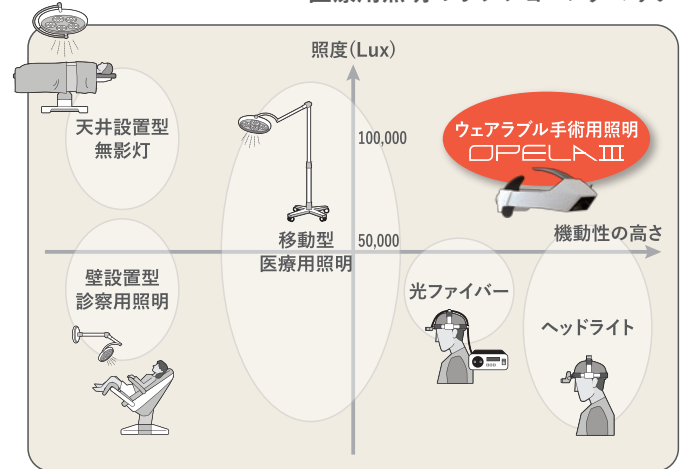 照度(Lux)
天井設置型
無影灯
100,000
ウェアラブル手術用照明
OPELA III
50,000
機動性の高さ
移動型
医療用照明
壁設置型
診察用照明
光ファイバー
ヘッドライト